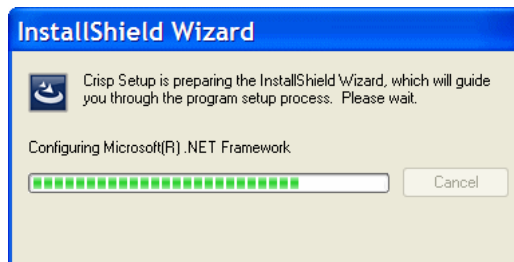 InstallShield Wizard
Crisp Setup is preparing the InstallShield Wizard, which will guide
you through the program setup process. Please wait.
Configuring Microsoft(R) .NET Framework
Cancel